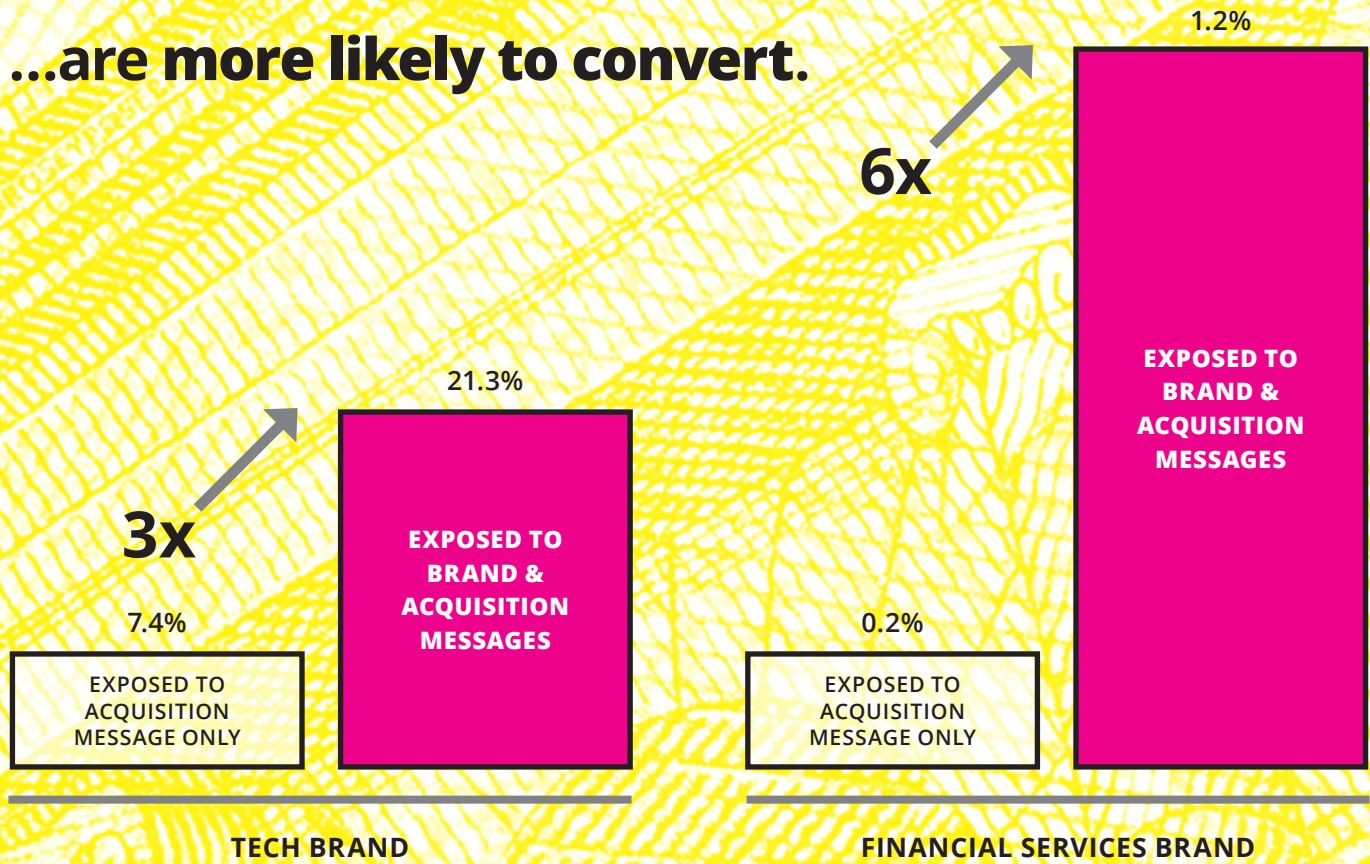 ...are more likely to convert.
1.2%
6x
EXPOSED TO
BRAND &
ACQUISITION
MESSAGES
21.3%
3x
EXPOSED TO
BRAND &
ACQUISITION
MESSAGES
7.4%
EXPOSED TO
ACQUISITION
MESSAGE ONLY
0.2%
EXPOSED TO
ACQUISITION
MESSAGE ONLY
TECH BRAND
FINANCIAL SERVICES BRAND